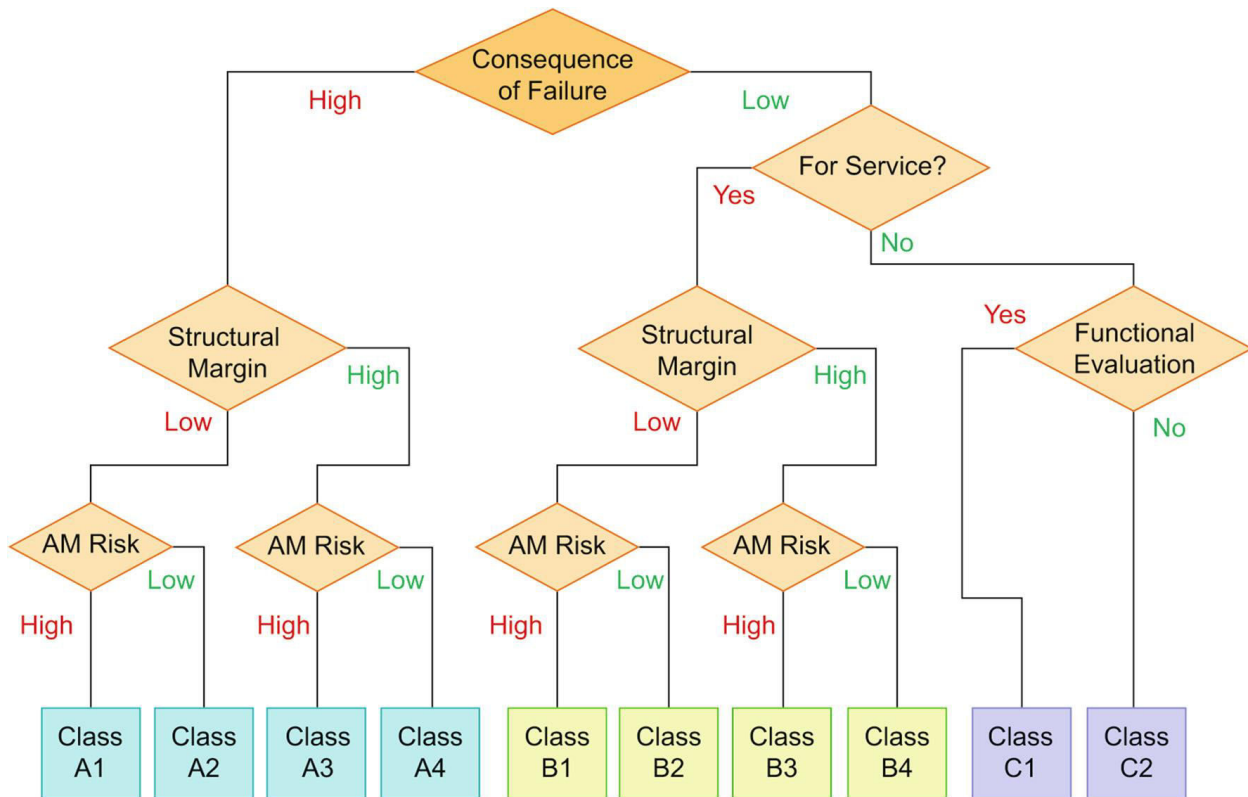 Consequence
of Failure
High
Low
For Service?
Yes
No
Structural
Margin
High
Low
Structural
Margin
High
Low
Yes
Functional
Evaluation
No
AM Risk
Low
High
AM Risk
Low
High
AM Risk
Low
High
AM Risk
Low
High
Class
A1
Class
A2
Class
A3
Class
A4
Class
B1
Class
B2
Class
B3
Class
B4
Class
C1
Class
C2